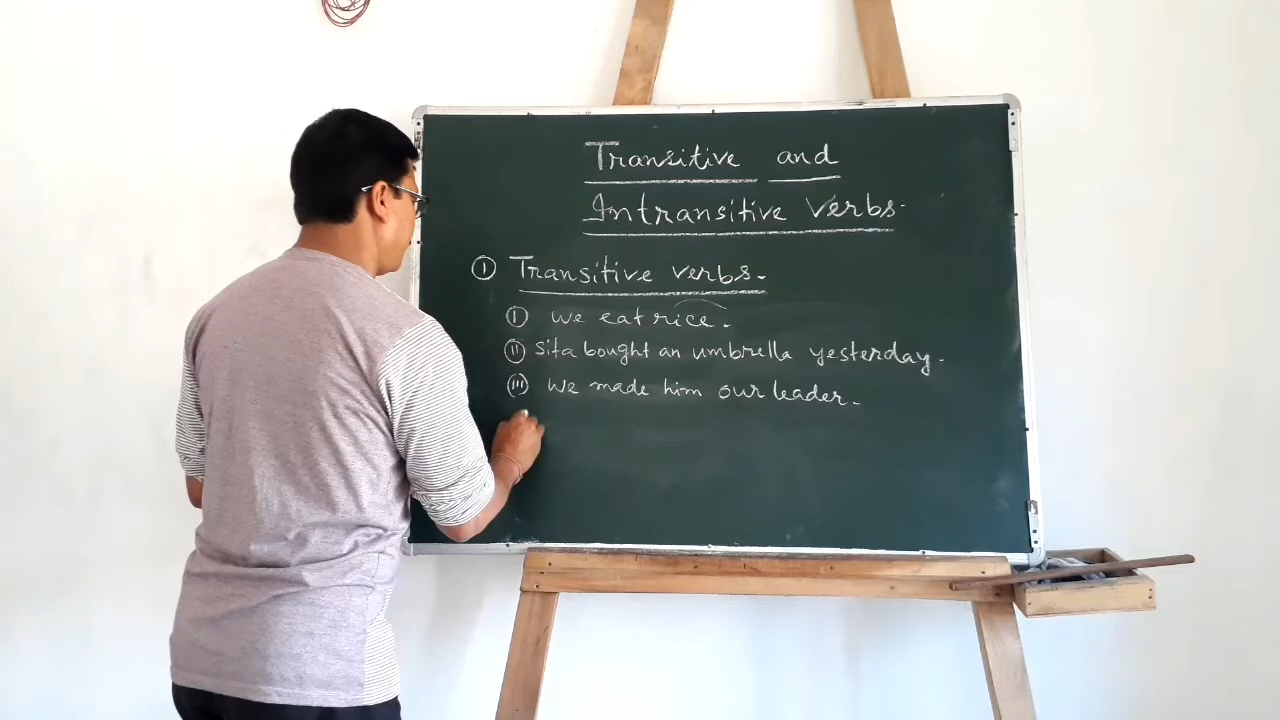 Transitive and
Intransitive Verbs.
① Transitive verbs.
ⓘ We eat rice.
ⓘⓘ Sita bought an umbrella yesterday.
ⓘⓘⓘ We made him our leader.